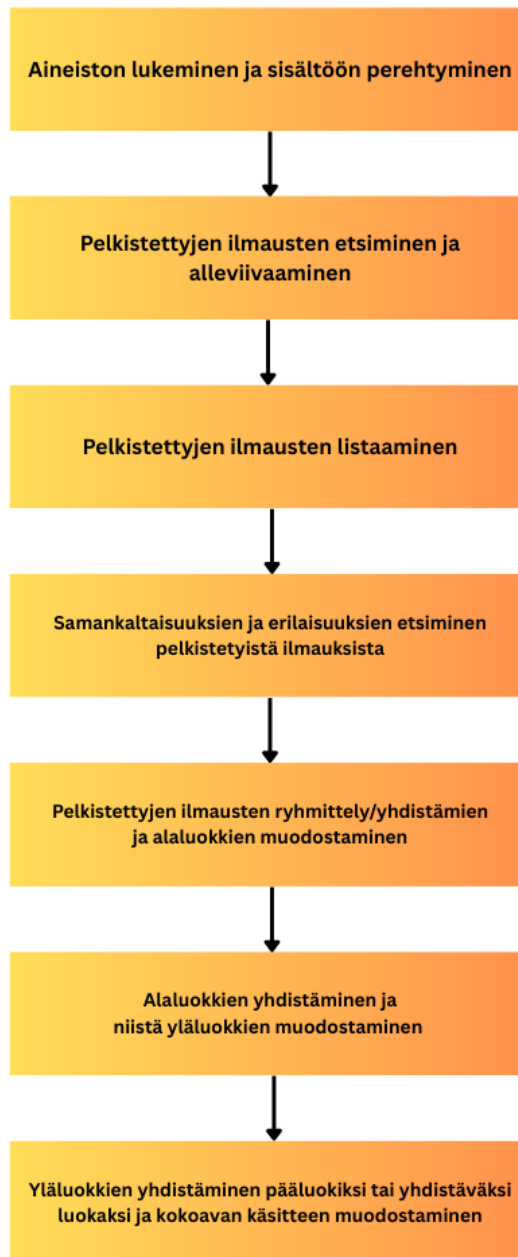 Aineiston lukeminen ja sisältöön perehtyminen
Pelkistettyjen ilmausten etsiminen ja
alleviivaaminen
Pelkistettyjen ilmausten listaaminen
Samankaltaisuuksien ja erilaisuuksien etsiminen
pelkistetyistä ilmauksista
Pelkistettyjen ilmausten ryhmittely/yhdistämien
ja alaluokkien muodostaminen
Alaluokkien yhdistäminen ja
niistä yläluokkien muodostaminen
Yläluokkien yhdistäminen pääluokiksi tai yhdistäväksi
luokaksi ja kokoavan käsitteen muodostaminen